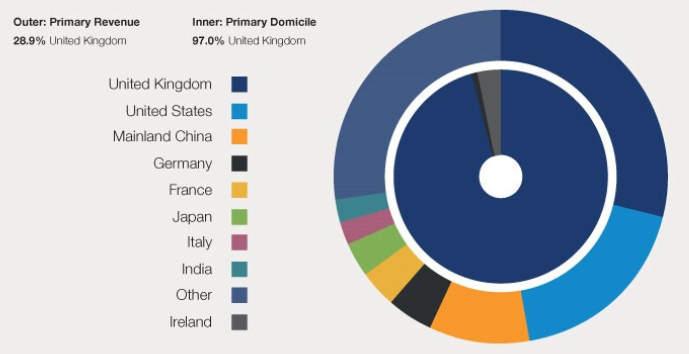 Outer: Primary Revenue
28.9% United Kingdom
Inner: Primary Domicile
97.0% United Kingdom
United Kingdom
United States
Mainland China
Germany
France
Japan
Italy
India
Other
Ireland